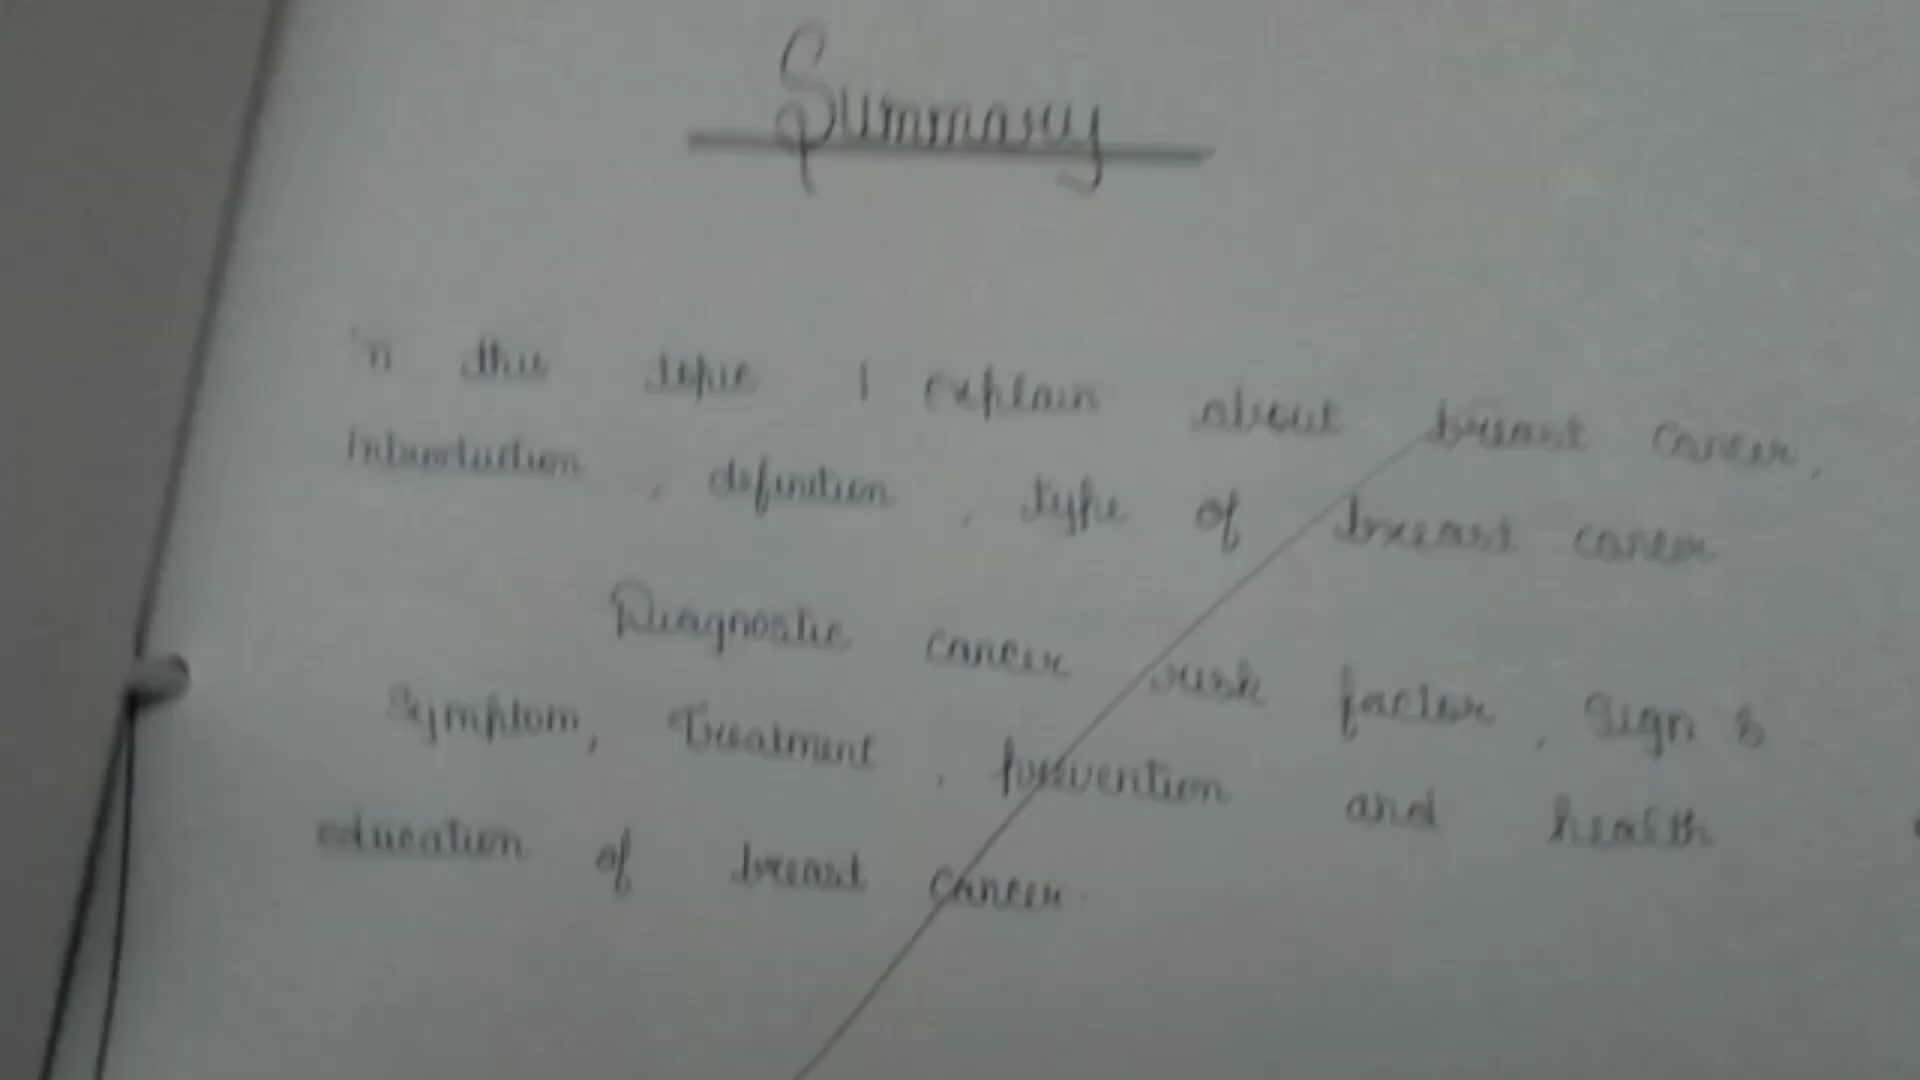 Summary
In this topic I explain about breast cancer,
introduction, definition, type of breast cancer
Diagnostic cancer risk factor, sign &
symptom, Treatment, prevention and health
education of breast cancer